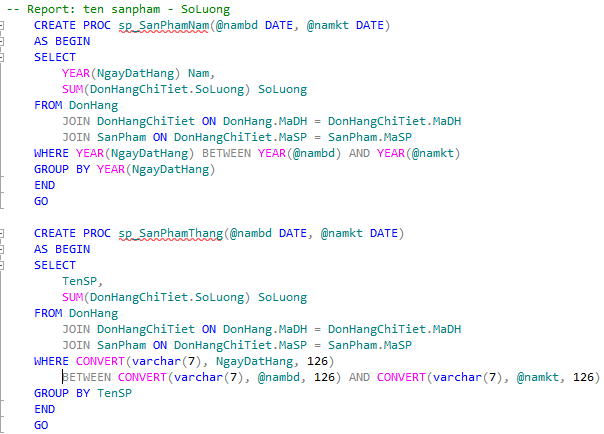 -- Report: ten sanpham - SoLuong
CREATE PROC sp_SanPhamNam(@nambd DATE, @namkt DATE)
AS BEGIN
SELECT
YEAR(NgayDatHang) Nam,
SUM(DonHangChiTiet.SoLuong) SoLuong
FROM DonHang
JOIN DonHangChiTiet ON DonHang.MaDH = DonHangChiTiet.MaDH
JOIN SanPham ON DonHangChiTiet.MaSP = SanPham.MaSP
WHERE YEAR(NgayDatHang) BETWEEN YEAR(@nambd) AND YEAR(@namkt)
GROUP BY YEAR(NgayDatHang)
END
GO
CREATE PROC sp_SanPhamThang(@nambd DATE, @namkt DATE)
AS BEGIN
SELECT
TenSP,
SUM(DonHangChiTiet.SoLuong) SoLuong
FROM DonHang
JOIN DonHangChiTiet ON DonHang.MaDH = DonHangChiTiet.MaDH
JOIN SanPham ON DonHangChiTiet.MaSP = SanPham.MaSP
WHERE CONVERT(varchar(7), NgayDatHang, 126)
BETWEEN CONVERT(varchar(7), @nambd, 126) AND CONVERT(varchar(7), @namkt, 126)
GROUP BY TenSP
END
GO